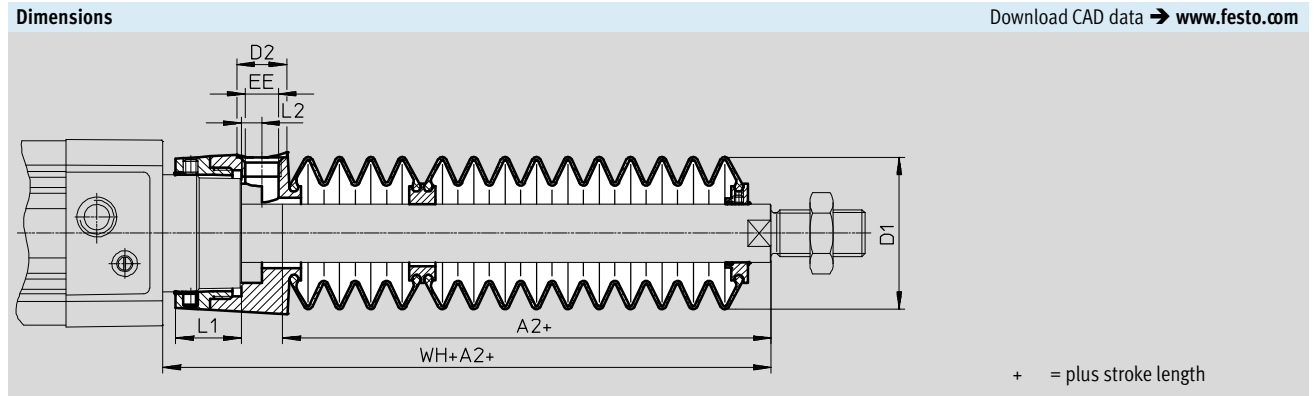 Dimensions
Download CAD data ➔ www.festo.com
D2
EE
L2
D1
L1
A2+
WH+A2+
+ = plus stroke length